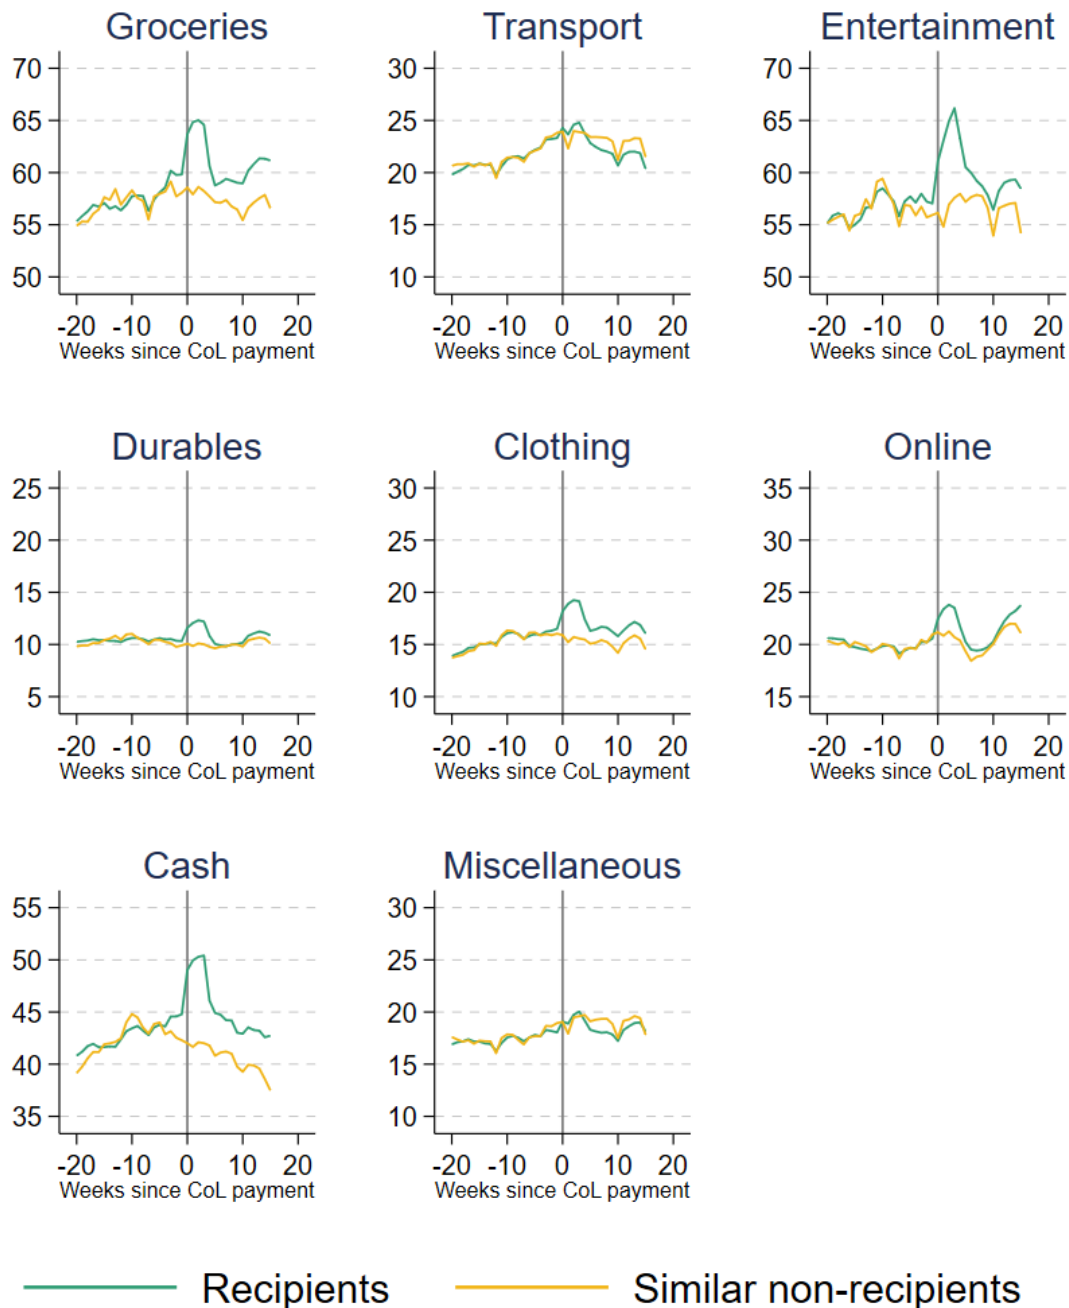 Groceries Transport Entertainment
70 30 70
65 25 65
60 20 60
55 15 55
50 10 50
-20 -10 0 10 20 -20 -10 0 10 20 -20 -10 0 10 20
Weeks since CoL payment Weeks since CoL payment Weeks since CoL payment
Durables Clothing Online
25 30 35
20 25 30
15 20 25
10 15 20
5 10 15
-20 -10 0 10 20 -20 -10 0 10 20 -20 -10 0 10 20
Weeks since CoL payment Weeks since CoL payment Weeks since CoL payment
Cash Miscellaneous
55 30
50 25
45 20
40 15
35 10
-20 -10 0 10 20 -20 -10 0 10 20
Weeks since CoL payment Weeks since CoL payment
Recipients Similar non-recipients